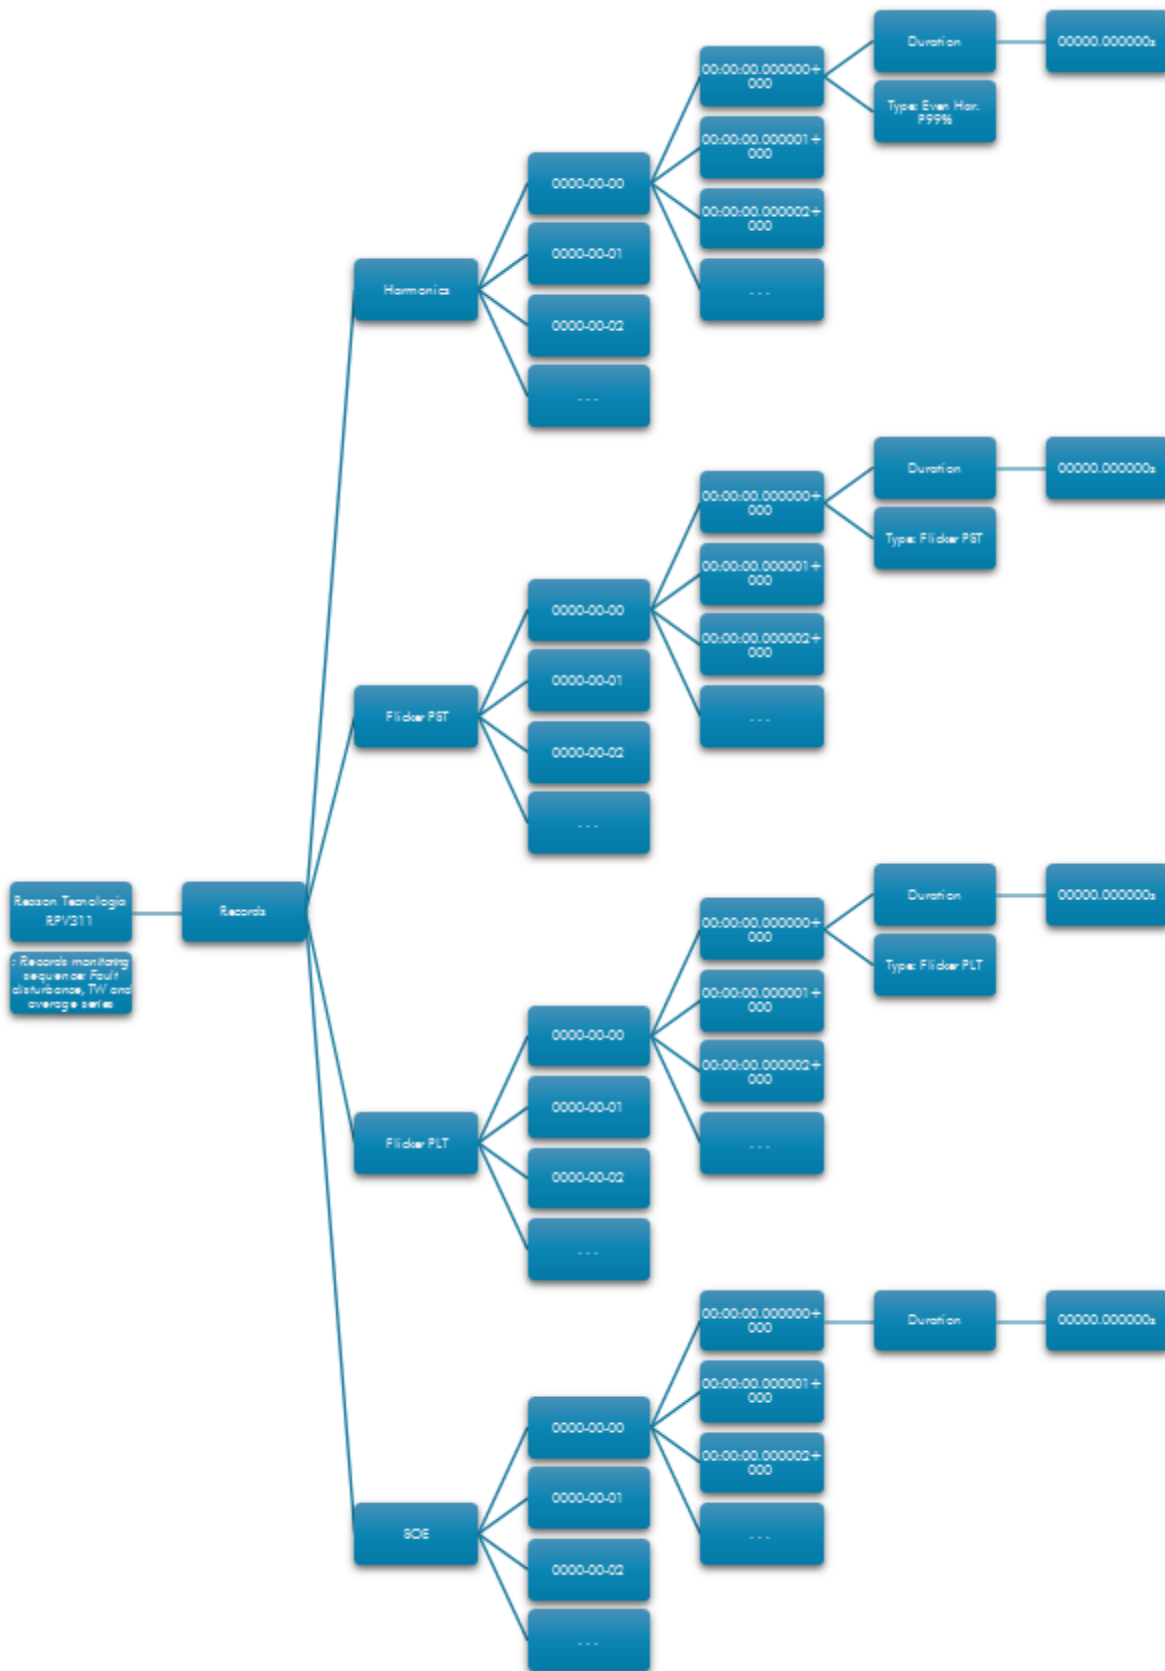 Duration
00000.000000s
00:00:00.000000+
000
Type: Even Har.
P99%
00:00:00.000001+
000
0000-00-00
00:00:00.000002+
000
0000-00-01
Harmonics
- - -
0000-00-02
- - -
Duration
00000.000000s
00:00:00.000000+
000
Type: Flicker PST
00:00:00.000001+
000
0000-00-00
00:00:00.000002+
000
0000-00-01
Flicker PST
- - -
0000-00-02
- - -
Reason Tecnologia
RPV311
Records
: Records monitoring
sequence: Fault
disturbance, TW and
average series
Duration
00000.000000s
00:00:00.000000+
000
Type: Flicker PLT
00:00:00.000001+
000
0000-00-00
00:00:00.000002+
000
0000-00-01
Flicker PLT
- - -
0000-00-02
- - -
00:00:00.000000+
000
Duration
00000.000000s
00:00:00.000001+
000
0000-00-00
00:00:00.000002+
000
0000-00-01
SOE
- - -
0000-00-02
- - -